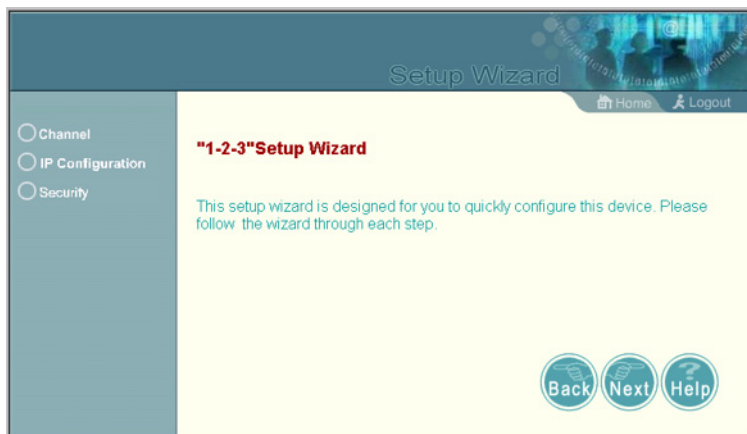 Setup Wizard
Home Logout
Channel
IP Configuration
Security
"1-2-3"Setup Wizard
This setup wizard is designed for you to quickly configure this device. Please
follow the wizard through each step.
Back Next Help